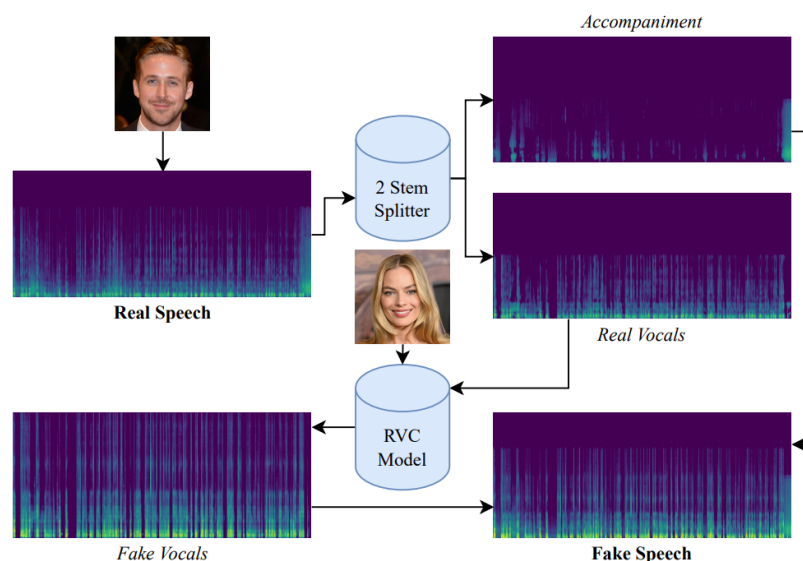 Accompaniment
2 Stem
Splitter
Real Speech
Real Vocals
RVC
Model
Fake Vocals
Fake Speech